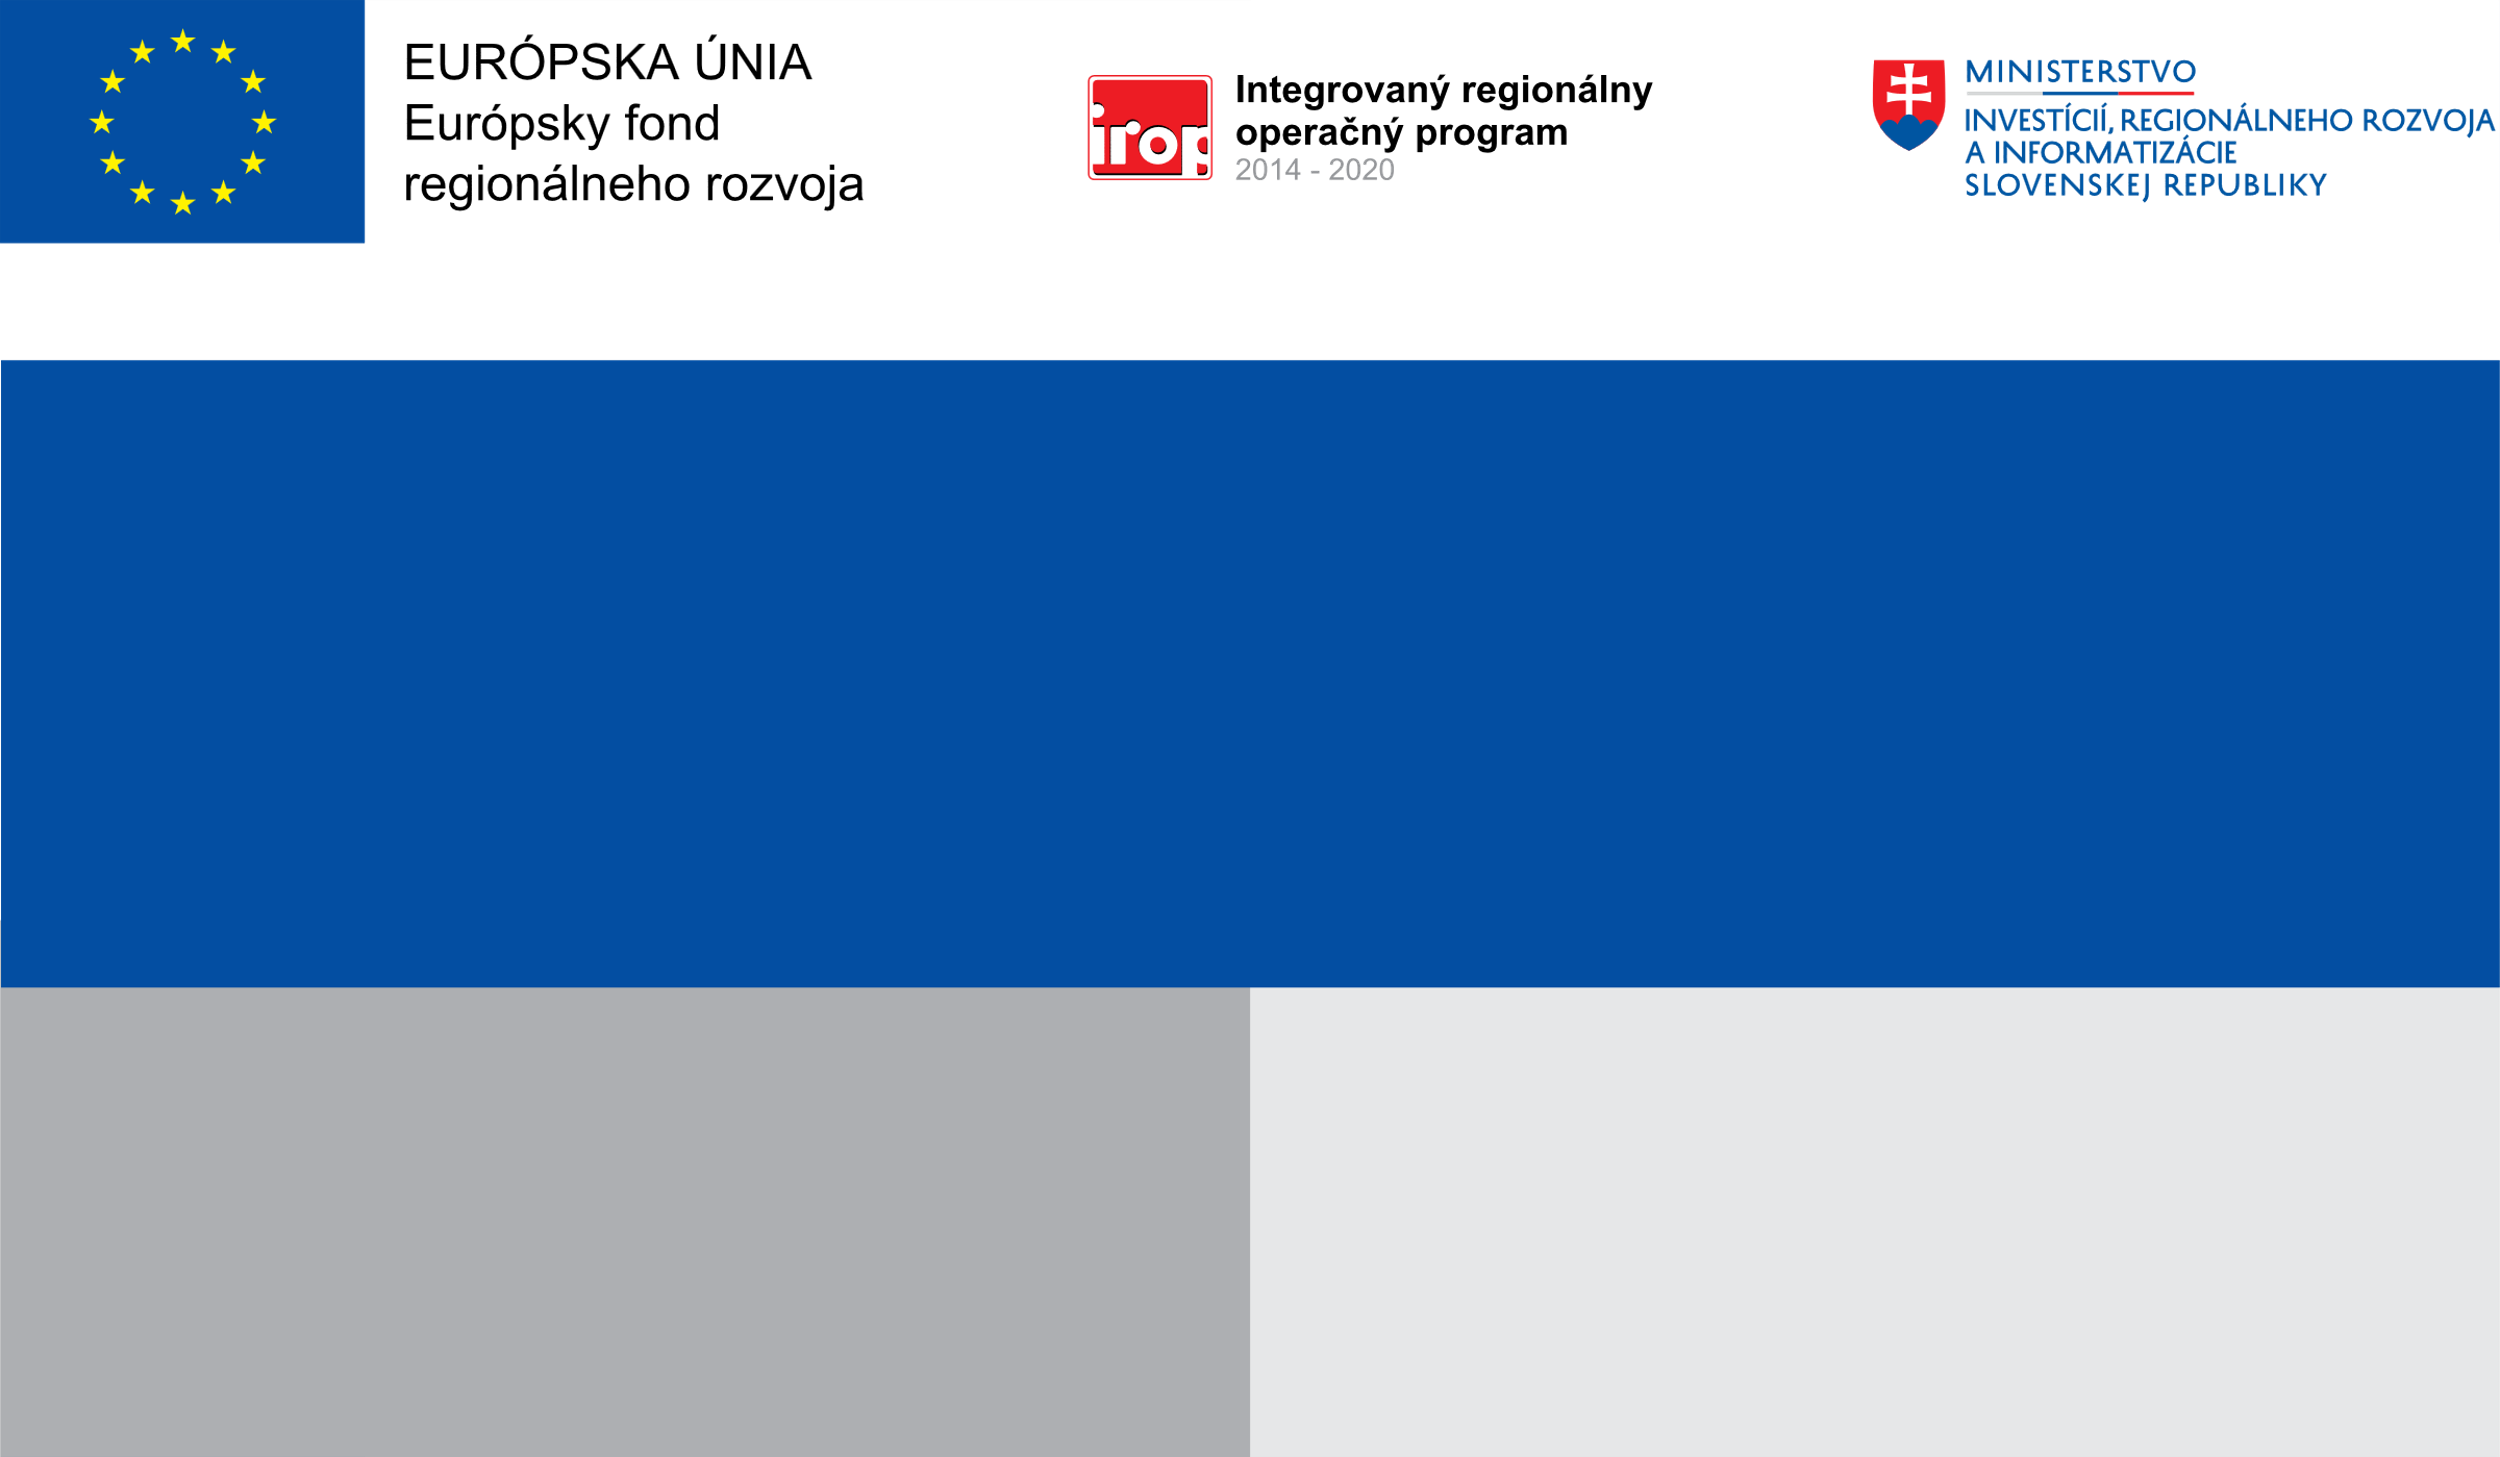 EURÓPSKA ÚNIA
Európsky fond
regionálneho rozvoja
irop
Integrovaný regionálny
operačný program
2014 - 2020
MINISTERSTVO
INVESTÍCIÍ, REGIONÁLNEHO ROZVOJA
A INFORMATIZÁCIE
SLOVENSKEJ REPUBLIKY